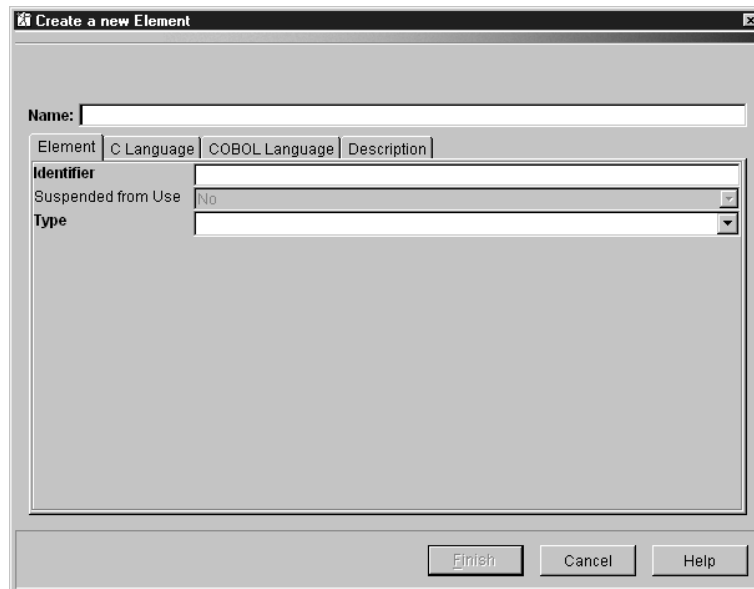 Create a new Element
Name:
Element C Language COBOL Language Description
Identifier
Suspended from Use No
Type
Finish Cancel Help